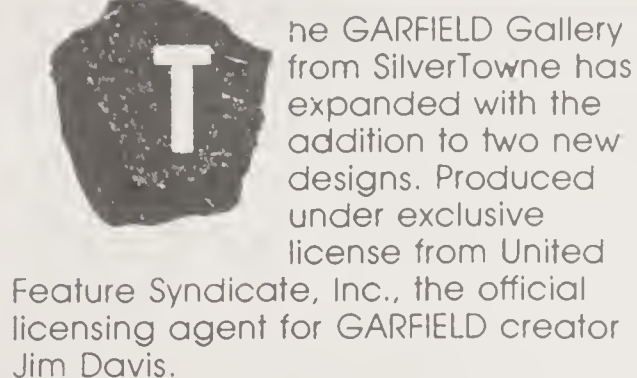 The GARFIELD Gallery
from SilverTowne has
expanded with the
addition to two new
designs. Produced
under exclusive
license from United
Feature Syndicate, Inc., the official
licensing agent for GARFIELD creator
Jim Davis.